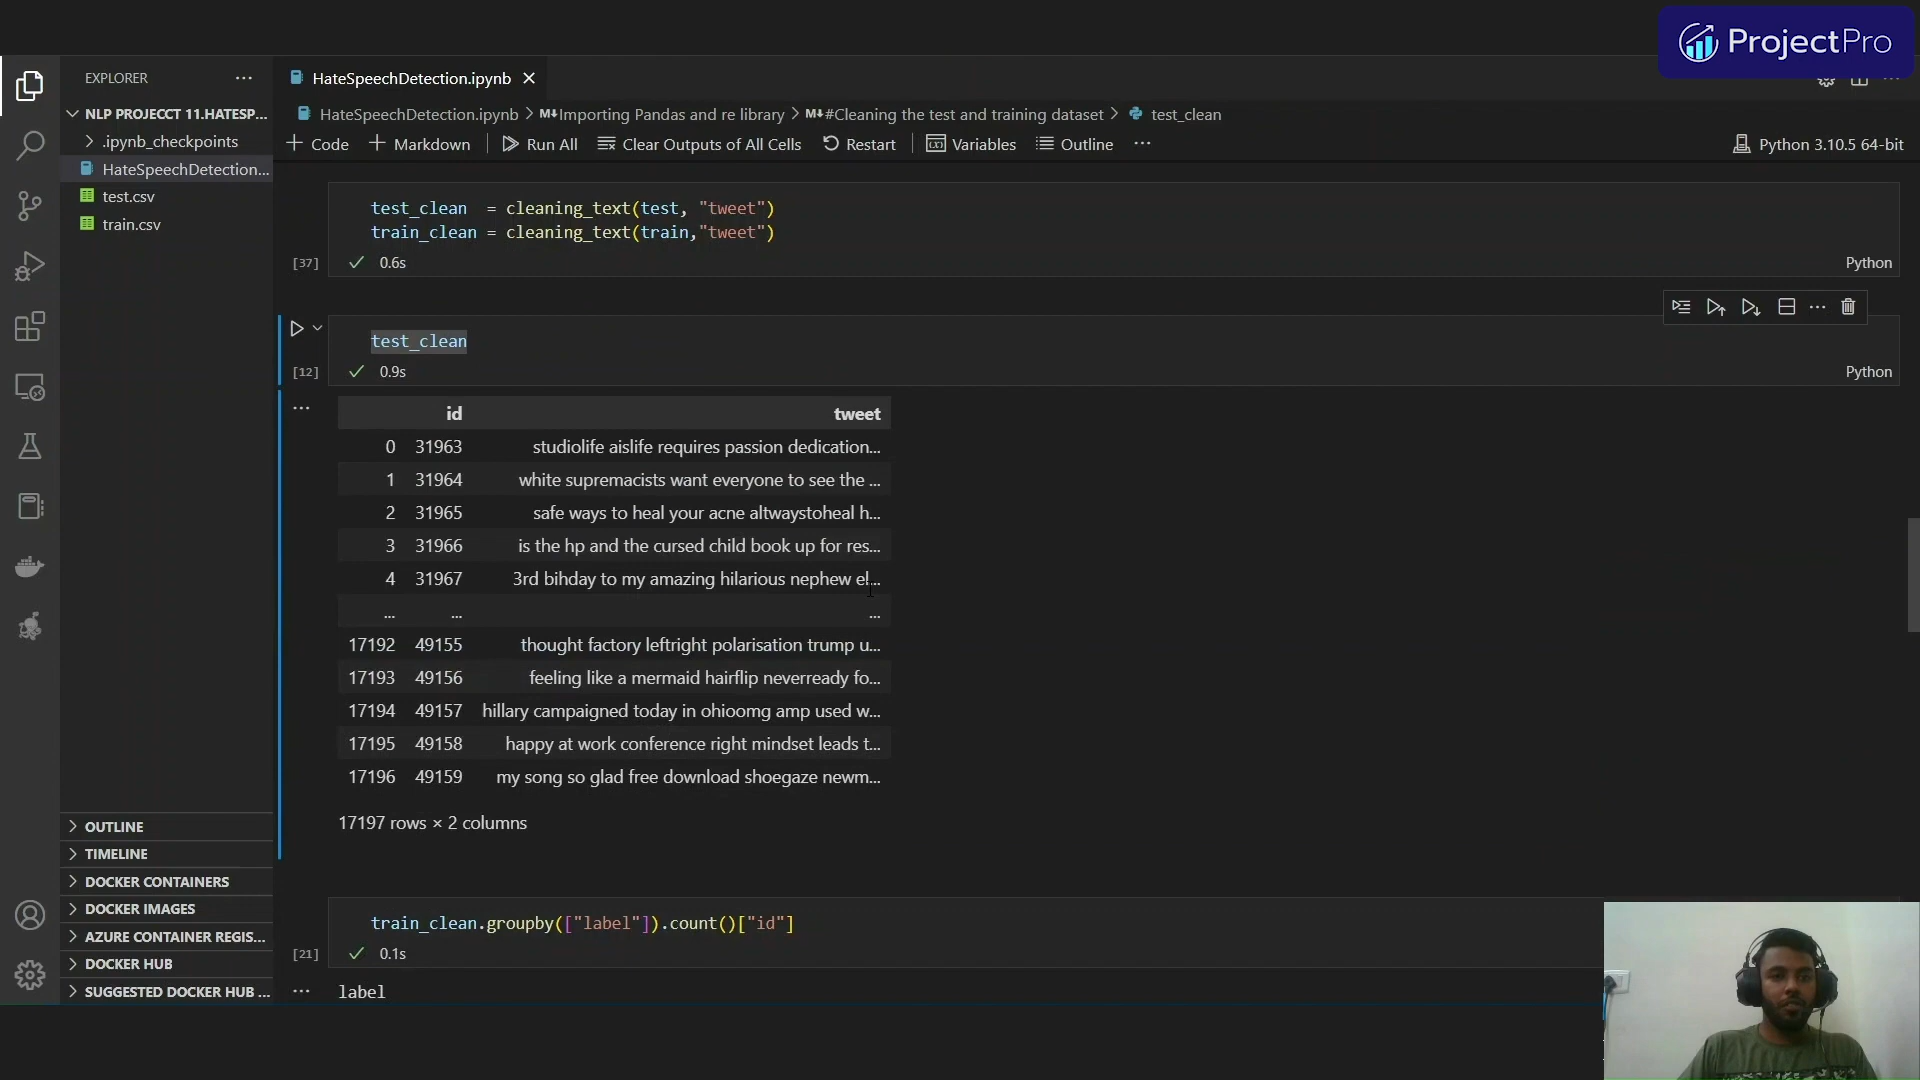 ProjectPro
EXPLORER
HateSpeechDetection.ipynb
NLP PROJECCT 11.HATESP...
HateSpeechDetection.ipynb > M↓Importing Pandas and re library > M↓#Cleaning the test and training dataset > test_clean
.ipynb_checkpoints
Code
Markdown
Run All
Clear Outputs of All Cells
Restart
Variables
Outline
...
Python 3.10.5 64-bit
HateSpeechDetection...
test.csv
train.csv
test_clean = cleaning_text(test, "tweet")
train_clean = cleaning_text(train,"tweet")
[37]
0.6s
Python
test_clean
[12]
0.9s
Python
id tweet
0 31963 studiolife aislife requires passion dedication...
1 31964 white supremacists want everyone to see the ...
2 31965 safe ways to heal your acne altwaystoheal h...
3 31966 is the hp and the cursed child book up for res...
4 31967 3rd bihday to my amazing hilarious nephew el...
... ... ...
17192 49155 thought factory leftright polarisation trump u...
17193 49156 feeling like a mermaid hairflip neverready fo...
17194 49157 hillary campaigned today in ohioomg amp used w...
17195 49158 happy at work conference right mindset leads t...
17196 49159 my song so glad free download shoegaze newm...
17197 rows × 2 columns
OUTLINE
TIMELINE
DOCKER CONTAINERS
DOCKER IMAGES
AZURE CONTAINER REGIS...
DOCKER HUB
SUGGESTED DOCKER HUB ...
train_clean.groupby(["label"]).count()["id"]
[21]
0.1s
label